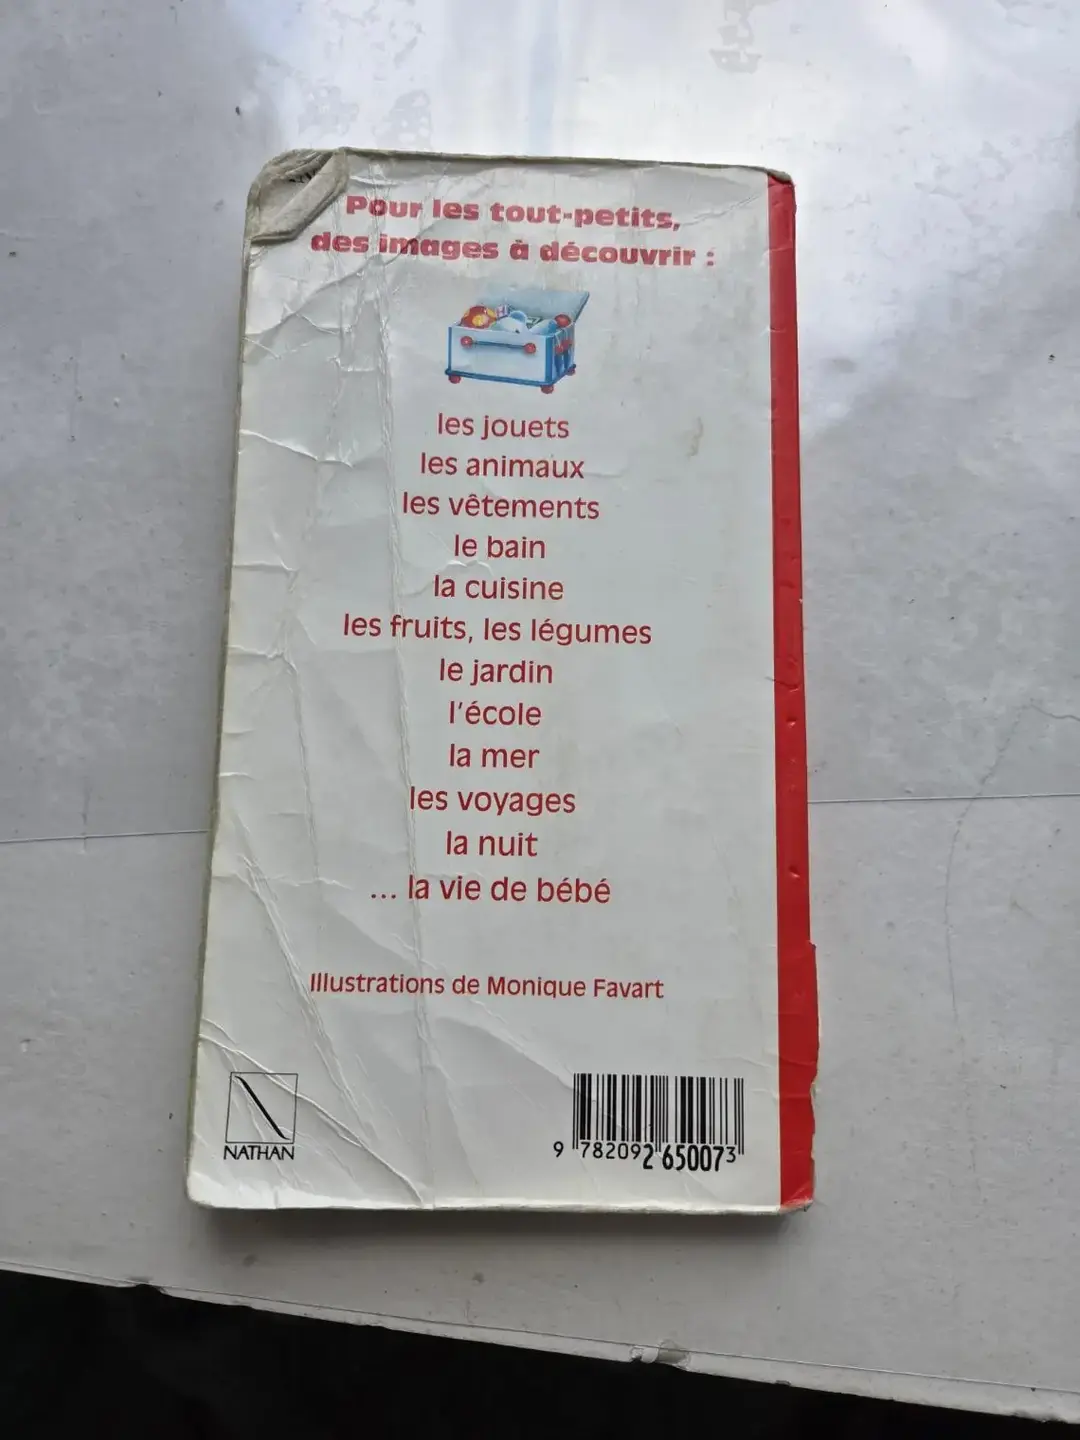 Pour les tout-petits,
des images à découvrir :
les jouets
les animaux
les vêtements
le bain
la cuisine
les fruits, les légumes
le jardin
l'école
la mer
les voyages
la nuit
... la vie de bébé
Illustrations de Monique Favart
NATHAN
9 782092 650073